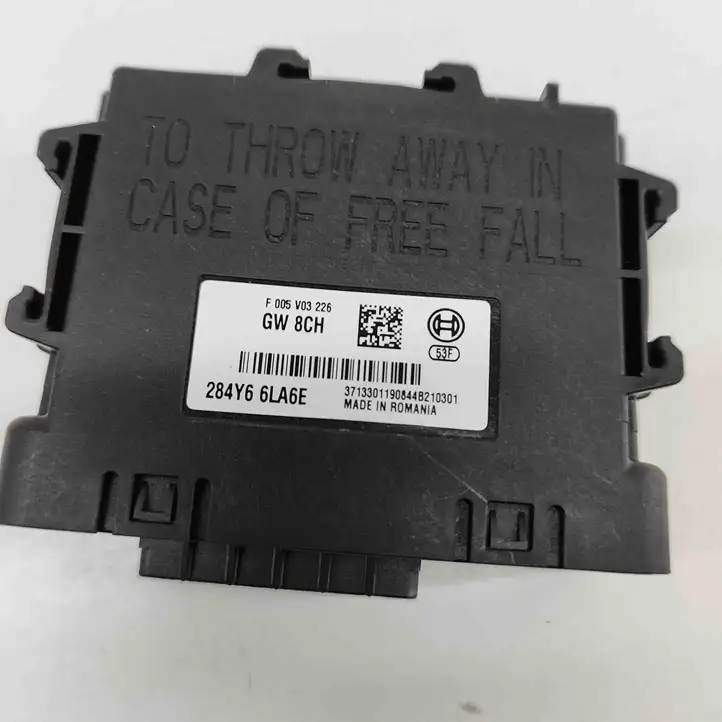 TO THROW AWAY IN
CASE OF FREE FALL
F 005 V03 226
GW 8CH
53F
284Y6 6LA6E
3713301190844B210301
MADE IN ROMANIA